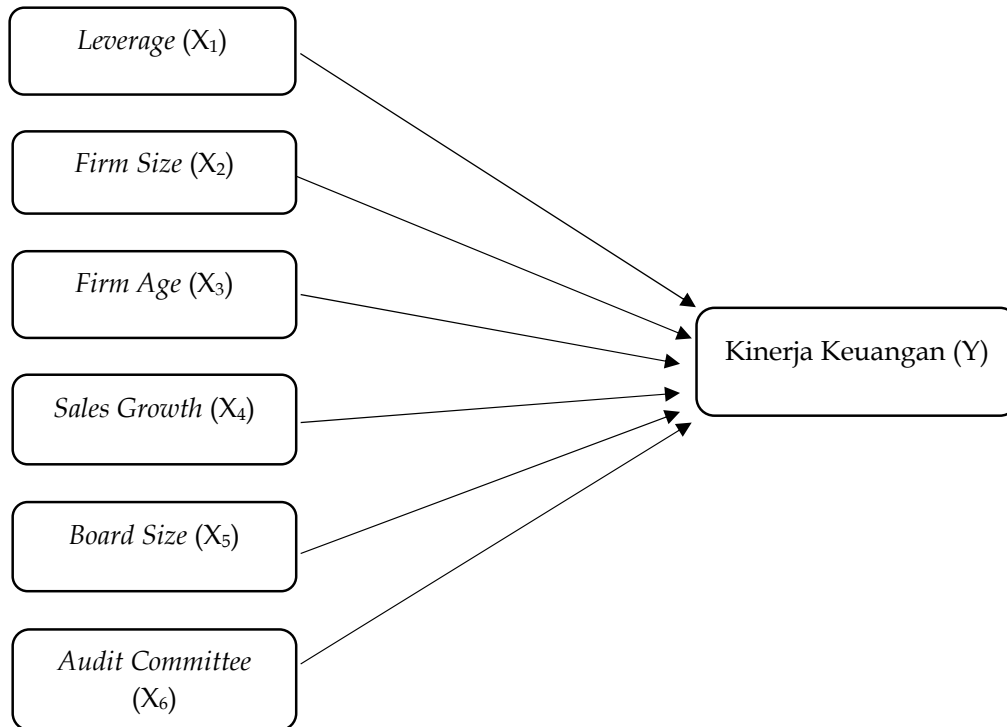 Leverage (X₁)
Firm Size (X₂)
Firm Age (X₃)
Sales Growth (X₄)
Board Size (X₅)
Audit Committee
(X₆)
Kinerja Keuangan (Y)